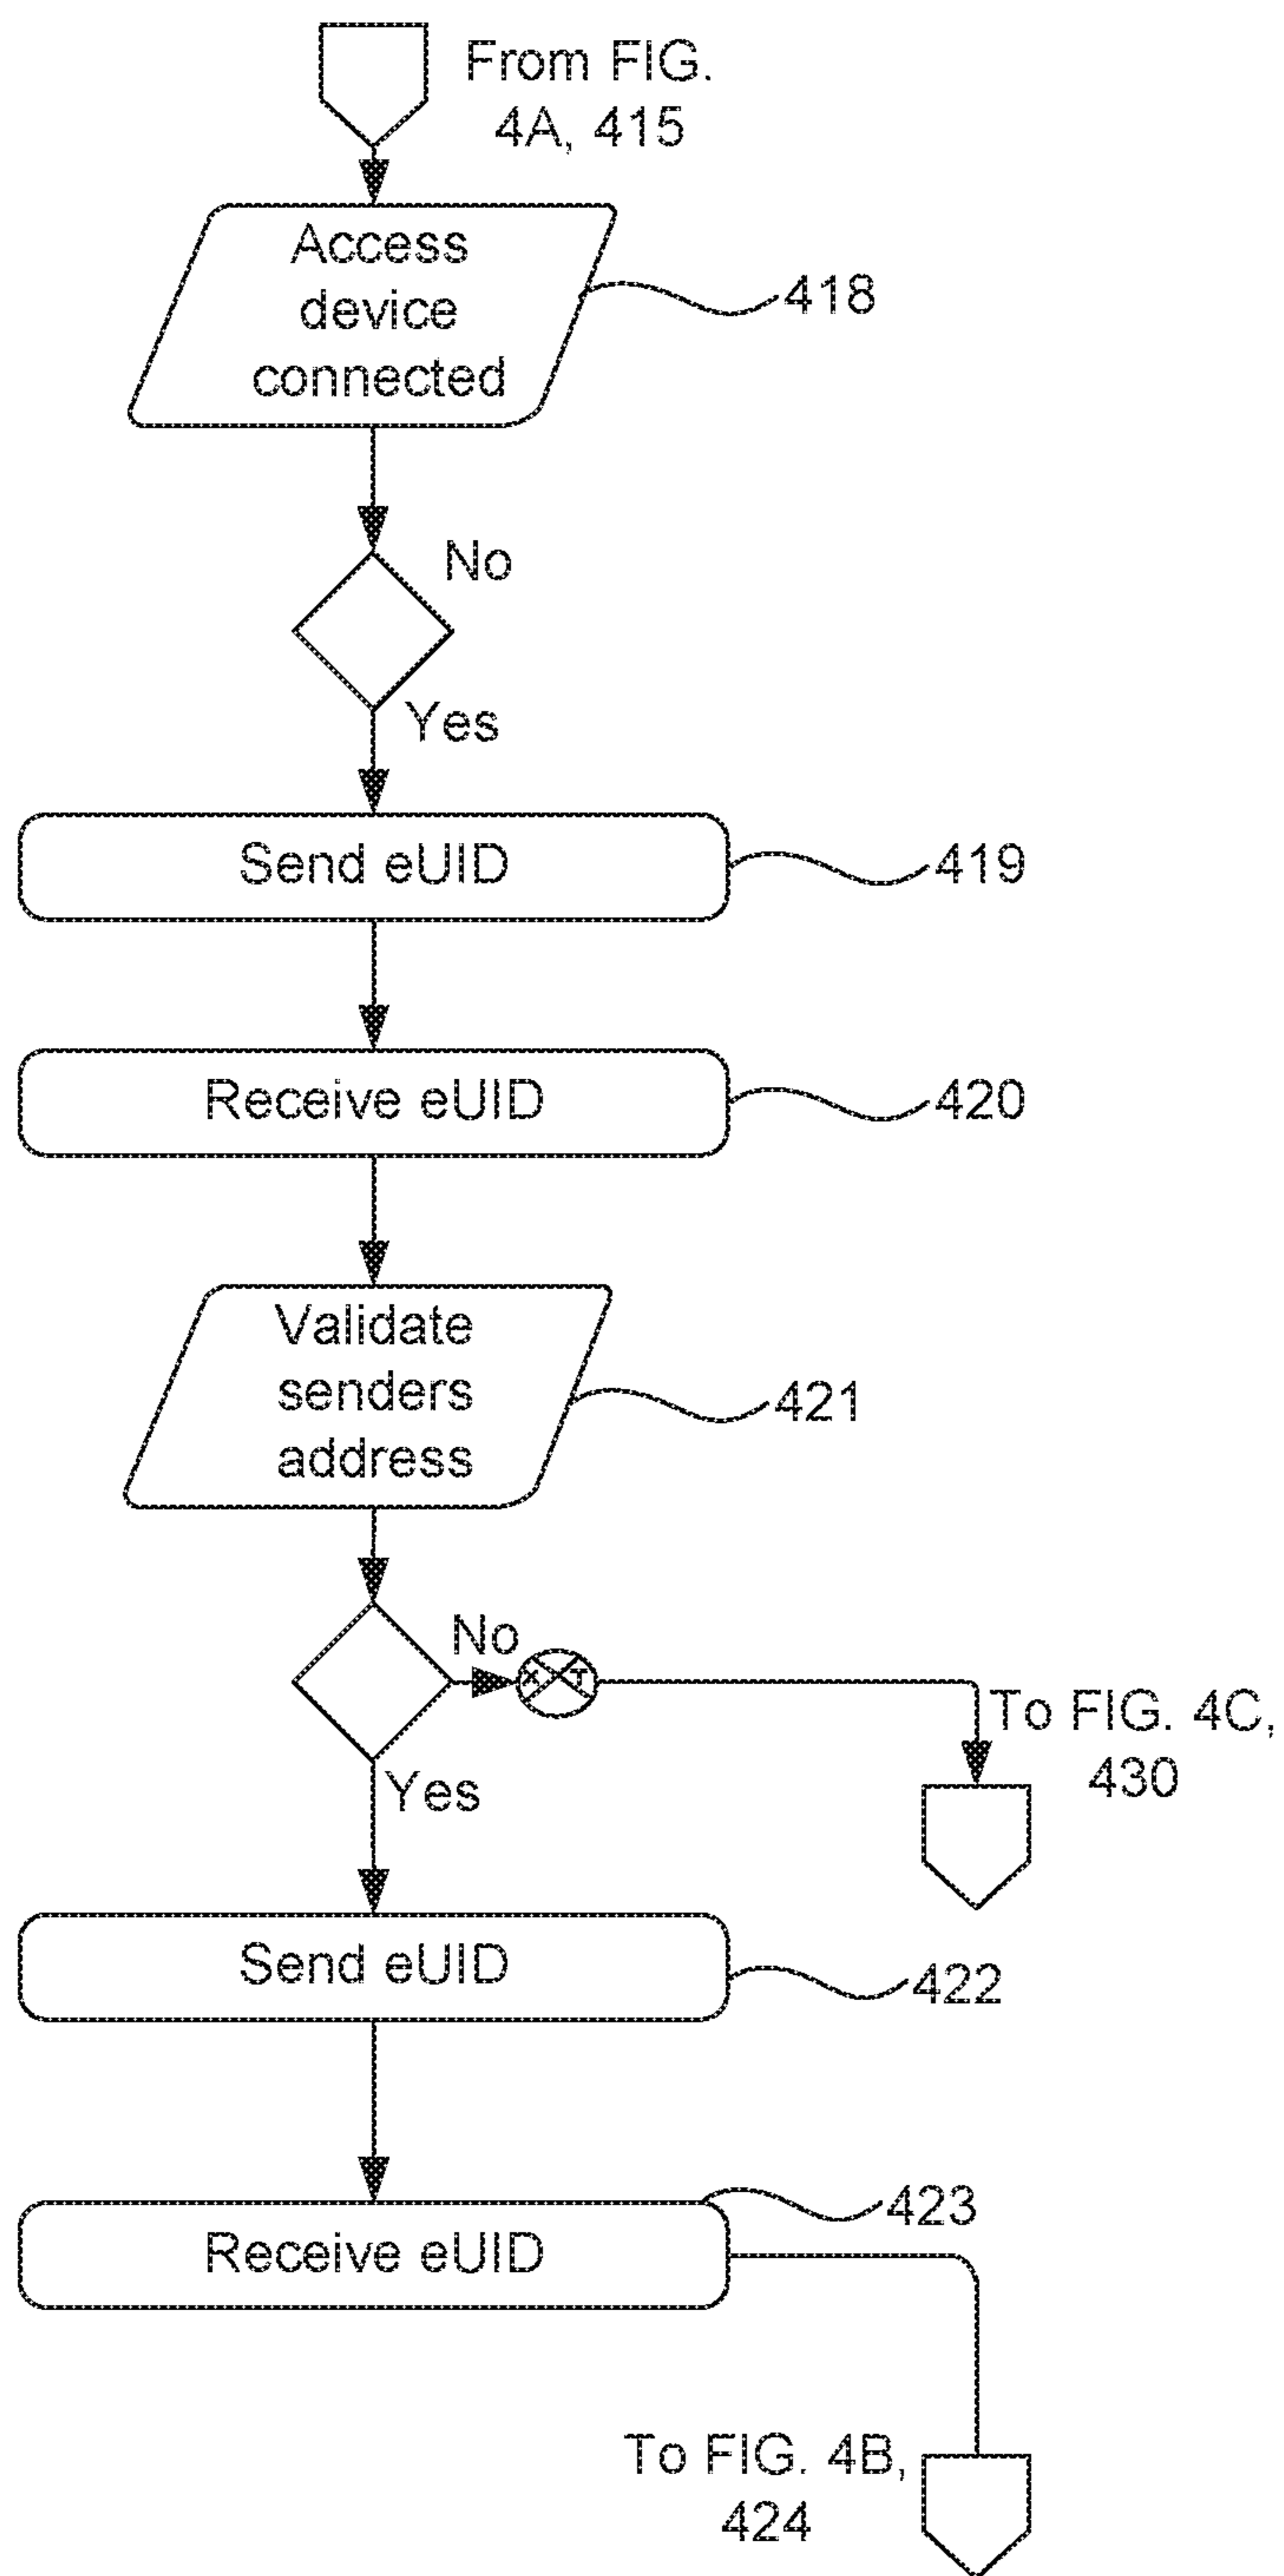 From FIG.
4A, 415
Access
device
connected
418
No
Yes
Send eUID
419
Receive eUID
420
Validate
senders
address
421
No
X T
To FIG. 4C,
430
Yes
Send eUID
422
423
Receive eUID
To FIG. 4B,
424